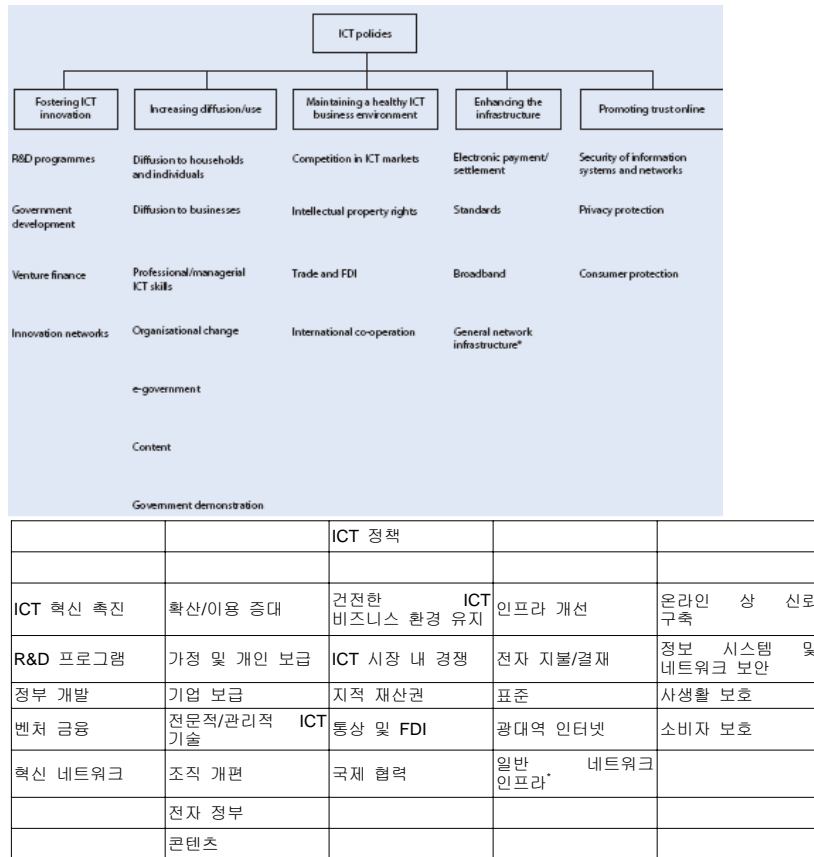 ICT policies
Fostering ICT
innovation
Increasing diffusion/use
Maintaining a healthy ICT
business environment
Enhancing the
infrastructure
Promoting trust online
R&D programmes
Diffusion to households
and individuals
Competition in ICT markets
Electronic payment/
settlement
Security of information
systems and networks
Government
development
Diffusion to businesses
Intellectual property rights
Standards
Privacy protection
Venture finance
Professional/managerial
ICT skills
Trade and FDI
Broadband
Consumer protection
Innovation networks
Organisational change
International co-operation
General network
infrastructure*
e-government
Content
Government demonstration
ICT 정책
ICT 혁신 촉진
확산/이용 증대
건전한 ICT
비즈니스 환경 유지
인프라 개선
온라인 상 신뢰
구축
R&D 프로그램
가정 및 개인 보급
ICT 시장 내 경쟁
전자 지불/결재
정보 시스템 및
네트워크 보안
정부 개발
기업 보급
지적 재산권
표준
사생활 보호
벤처 금융
전문적/관리적 ICT
기술
통상 및 FDI
광대역 인터넷
소비자 보호
혁신 네트워크
조직 개편
국제 협력
일반 네트워크
인프라*
전자 정부
콘텐츠